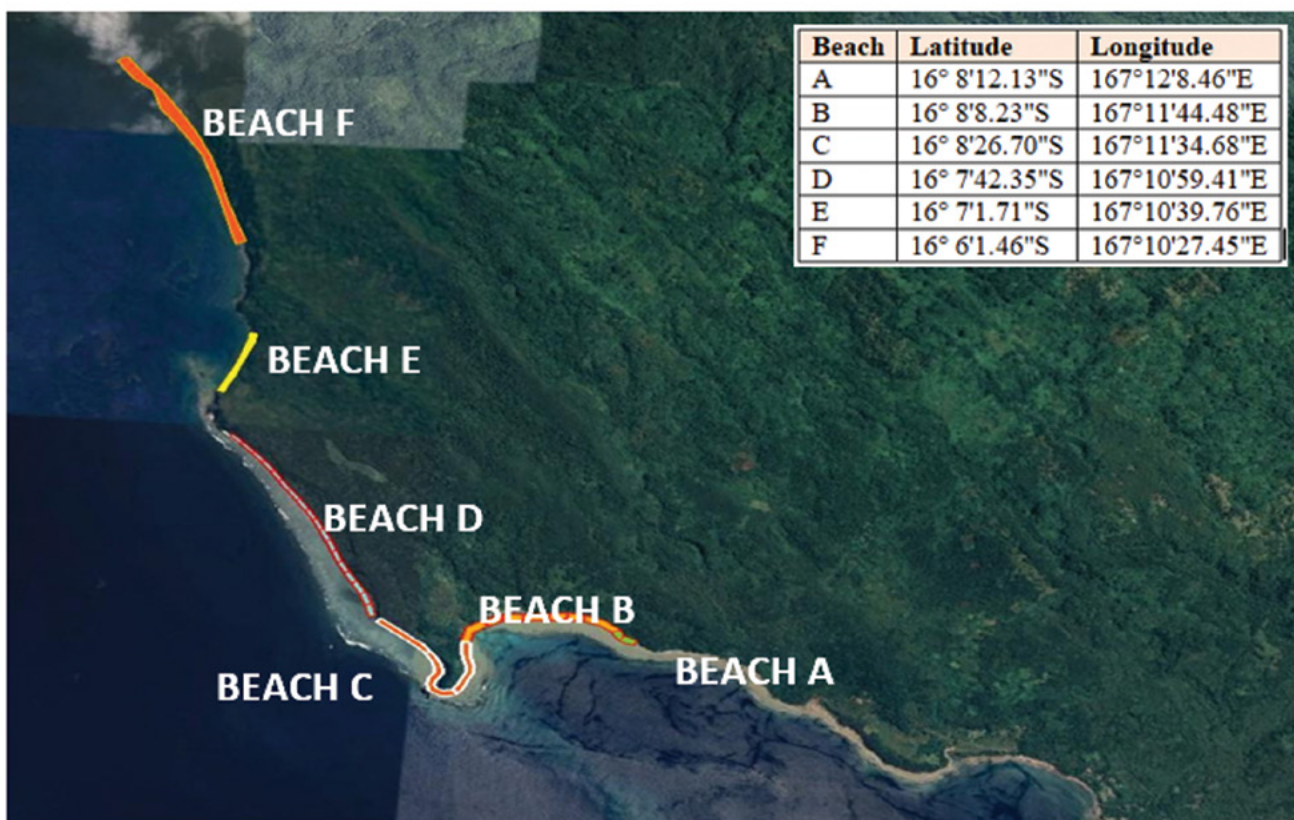 Beach Latitude Longitude
A 16° 8'12.13"S 167°12'8.46"E
B 16° 8'8.23"S 167°11'44.48"E
C 16° 8'26.70"S 167°11'34.68"E
D 16° 7'42.35"S 167°10'59.41"E
E 16° 7'1.71"S 167°10'39.76"E
F 16° 6'1.46"S 167°10'27.45"E
BEACH F
BEACH E
BEACH D
BEACH B
BEACH A
BEACH C